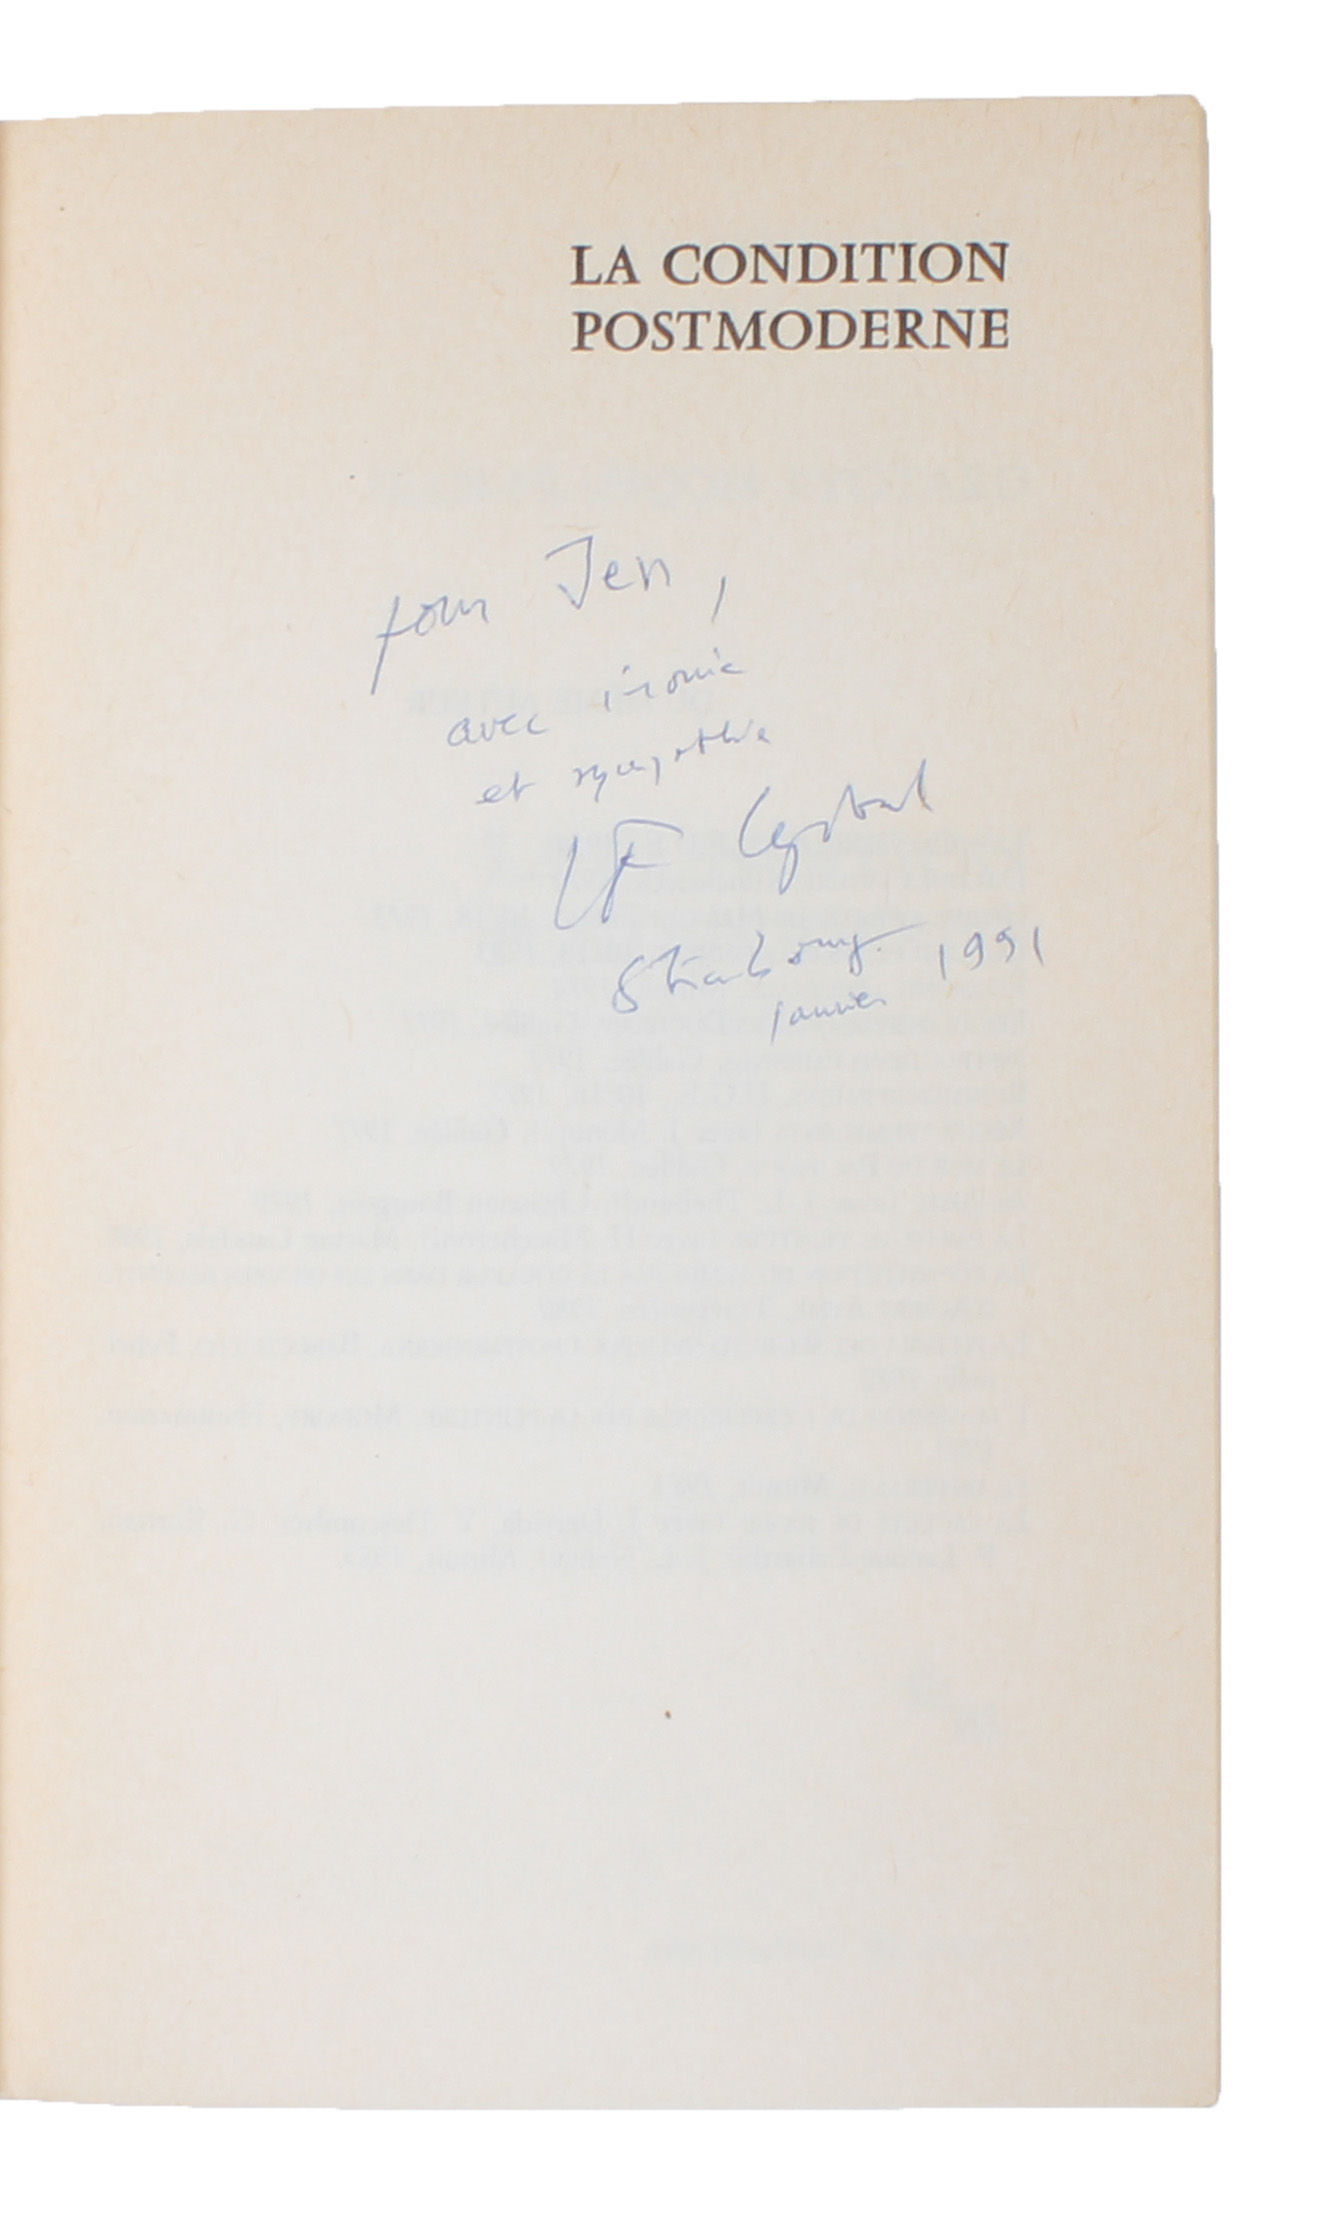 LA CONDITION
POSTMODERNE
pour Jen,
avec ironie
et sympathie
JF Lyotard
Strasbourg 1991
janvier